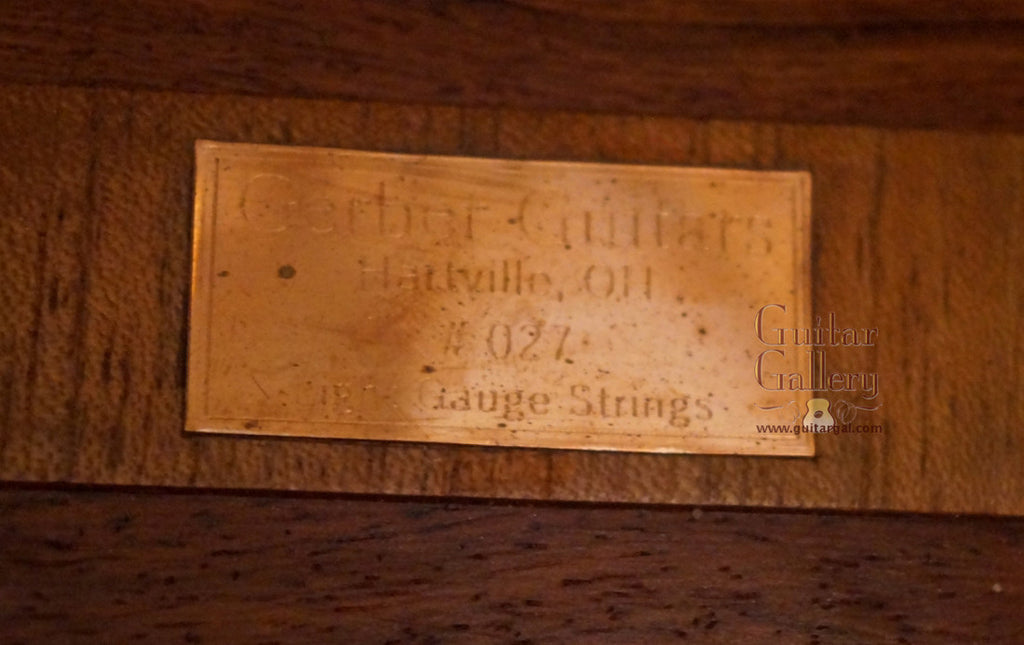 Gerber Guitars
Hattville, OH
# 027
Gauge Strings
Guitar
Gallery
www.guitargal.com